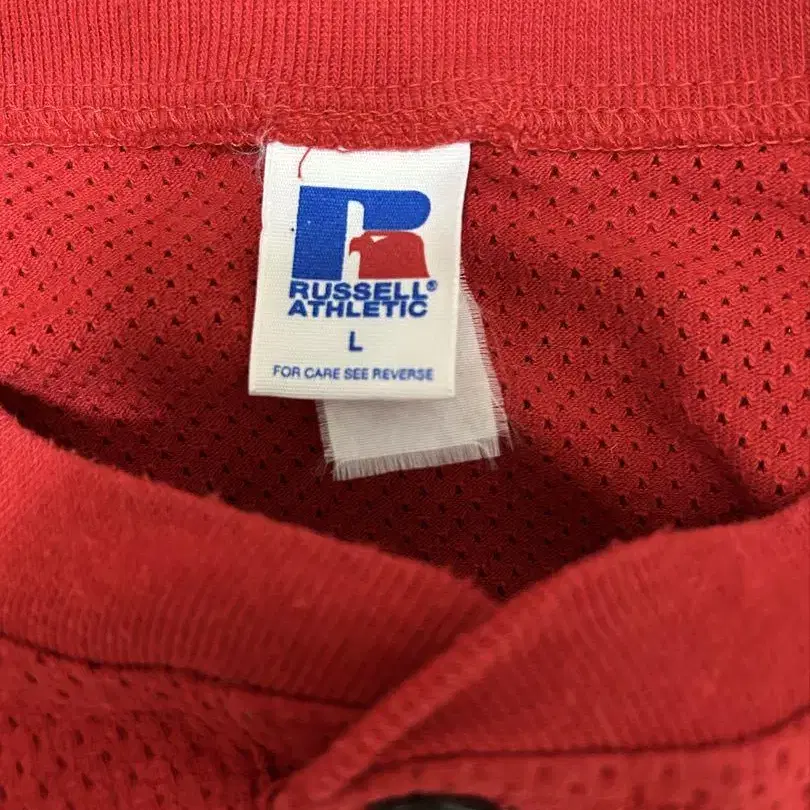 RUSSELL®
ATHLETIC
L
FOR CARE SEE REVERSE